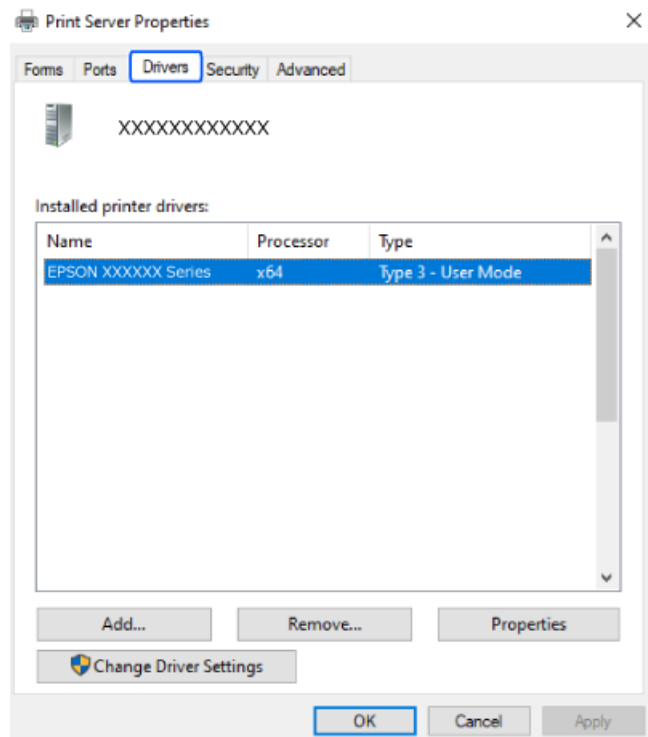 Print Server Properties
Forms Ports Drivers Security Advanced
XXXXXXXXXXXX
Installed printer drivers:
Name Processor Type
EPSON XXXXXX Series x64 Type 3 - User Mode
Add... Remove... Properties
Change Driver Settings
OK Cancel Apply